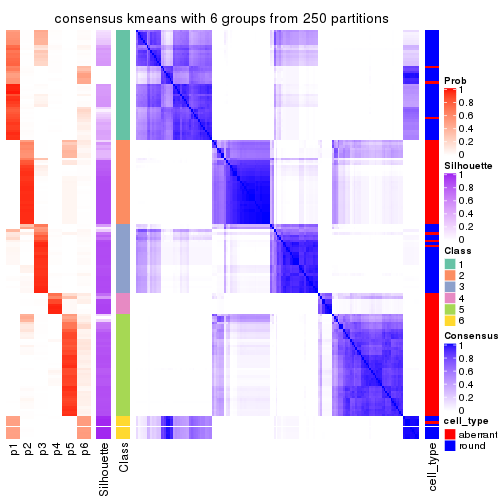 consensus kmeans with 6 groups from 250 partitions
Prob
1
0.8
0.6
0.4
0.2
0
Silhouette
1
0.8
0.6
0.4
0.2
0
Class
1
2
3
4
5
6
Consensus
1
0.8
0.6
0.4
0.2
0
cell_type
aberrant
round
p1
p2
p3
p4
p5
p6
Silhouette
Class
cell_type